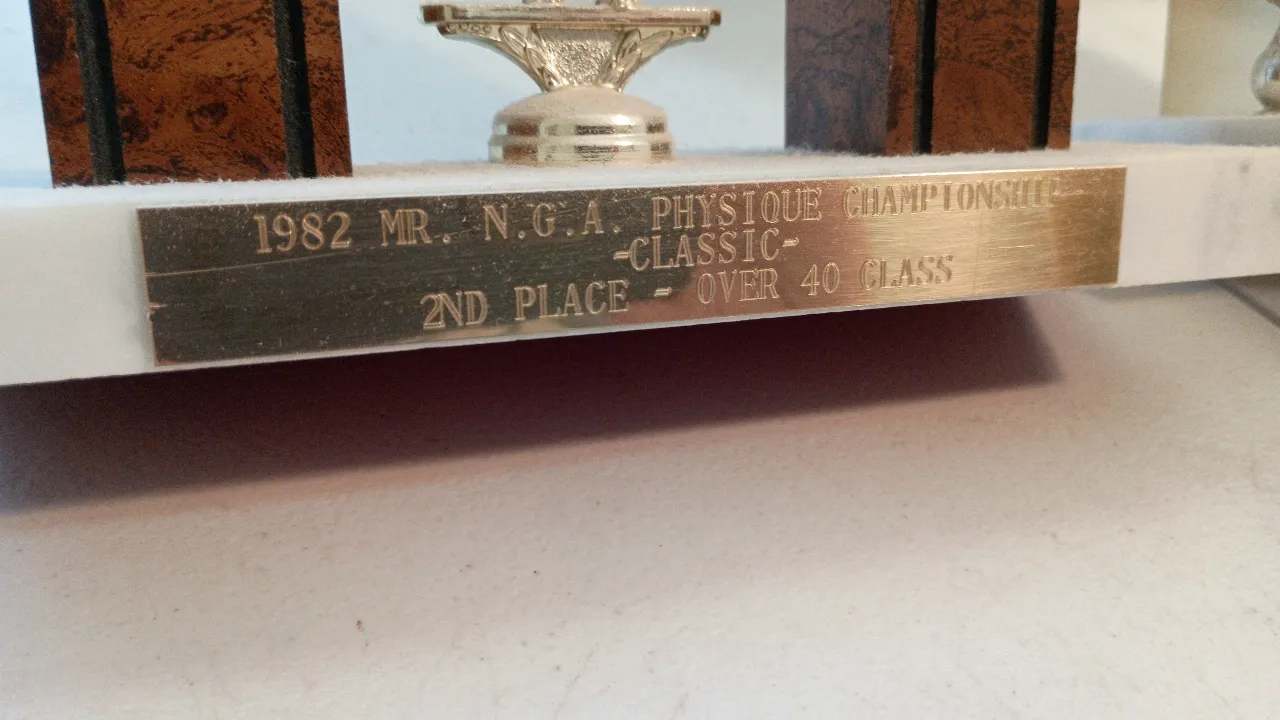 1982 MR. N.G.A. PHYSIQUE CHAMPIONSHIP
-CLASSIC-
2ND PLACE - OVER 40 CLASS